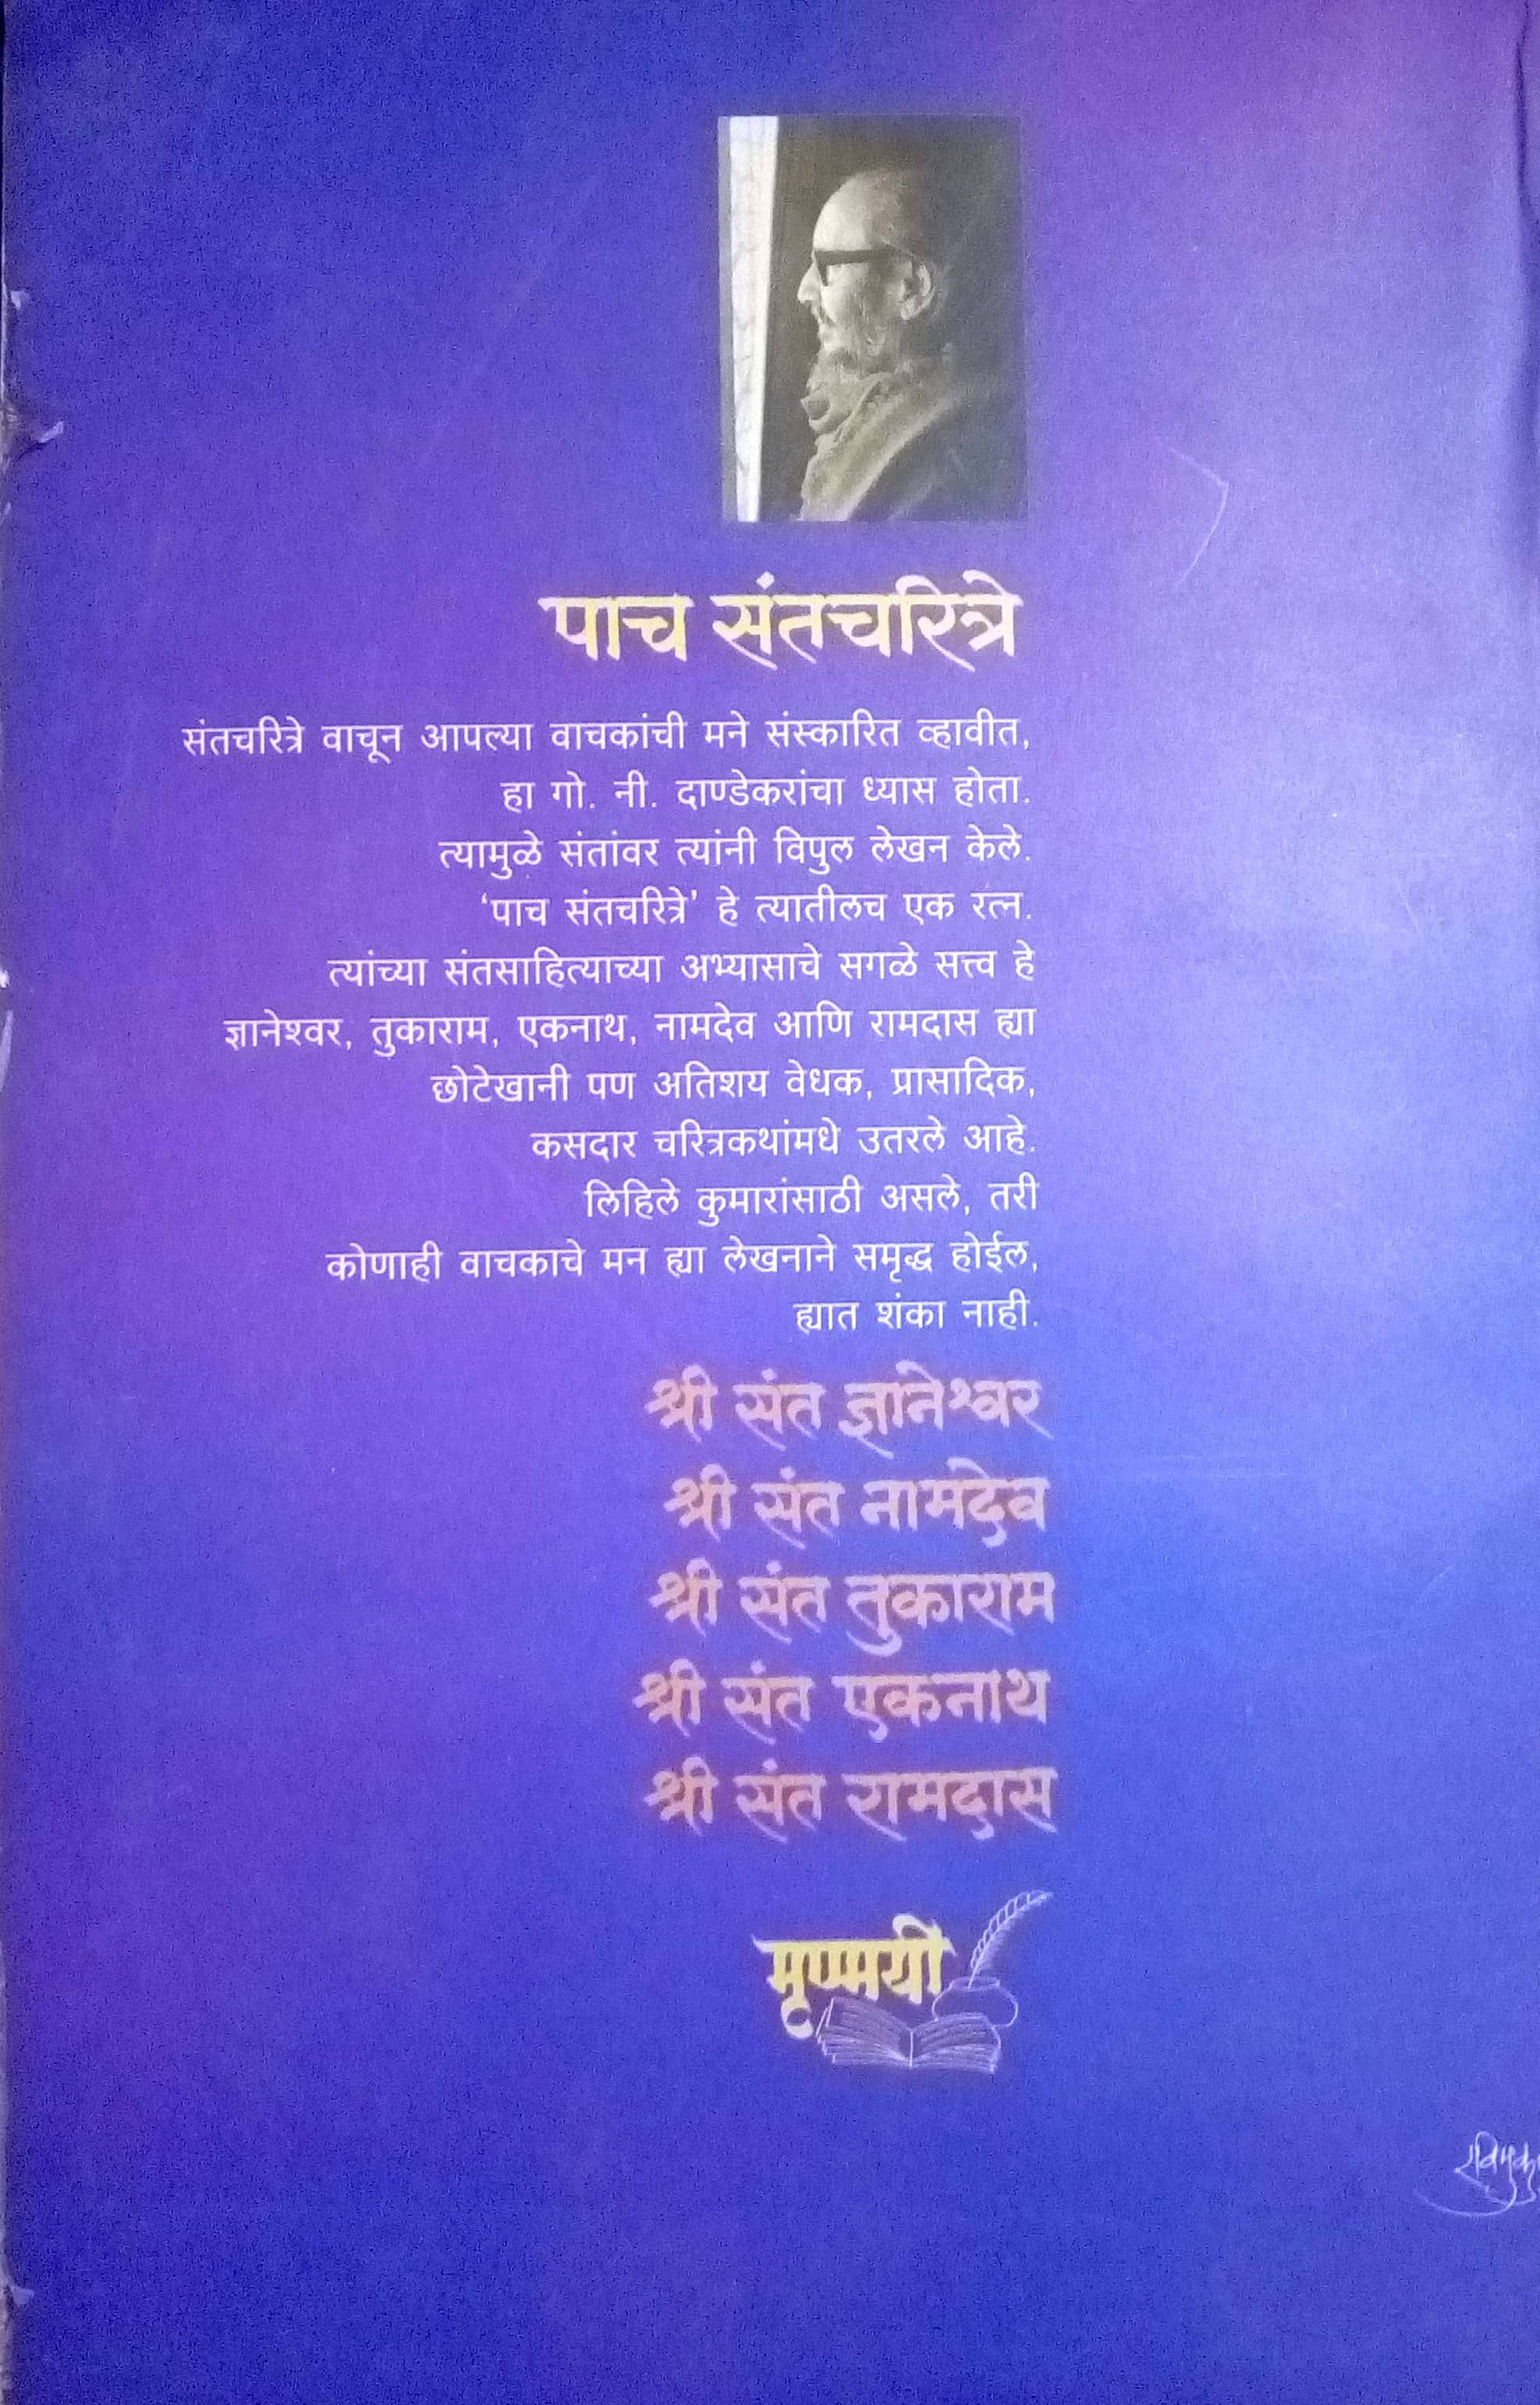 पाच संतचरित्रे
संतचरित्रे वाचून आपल्या वाचकांची मने संस्कारित व्हावीत,
हा गो. नी. दाण्डेकरांचा ध्यास होता.
त्यामुळे संतांवर त्यांनी विपुल लेखन केले.
‘पाच संतचरित्रे’ हे त्यातीलच एक रत्न.
त्यांच्या संतसाहित्याच्या अभ्यासाचे सगळे सत्त्व हे
ज्ञानेश्वर, तुकाराम, एकनाथ, नामदेव आणि रामदास ह्या
छोटेखानी पण अतिशय वेधक, प्रासादिक,
कसदार चरित्रकथांमधे उतरले आहे.
लिहिले कुमारांसाठी असले, तरी
कोणाही वाचकाचे मन ह्या लेखनाने समृद्ध होईल,
ह्यात शंका नाही.
श्री संत ज्ञानेश्वर
श्री संत नामदेव
श्री संत तुकाराम
श्री संत एकनाथ
श्री संत रामदास
मृण्मयी